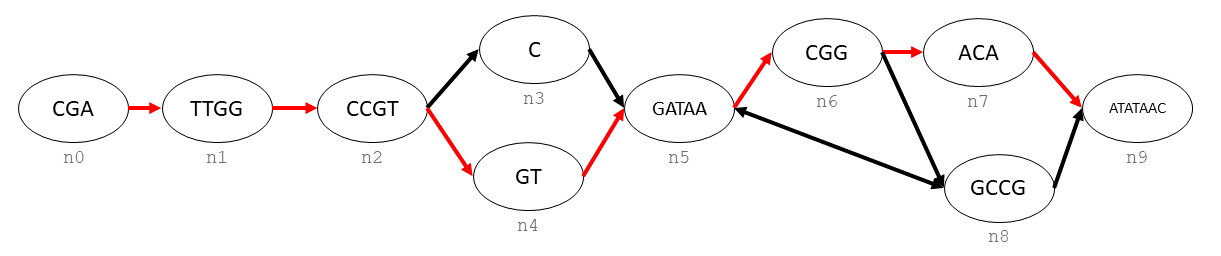 CGA
n0
TTGG
n1
CCGT
n2
C
n3
GT
n4
GATAA
n5
CGG
n6
ACA
n7
GCCG
n8
ATATAAC
n9